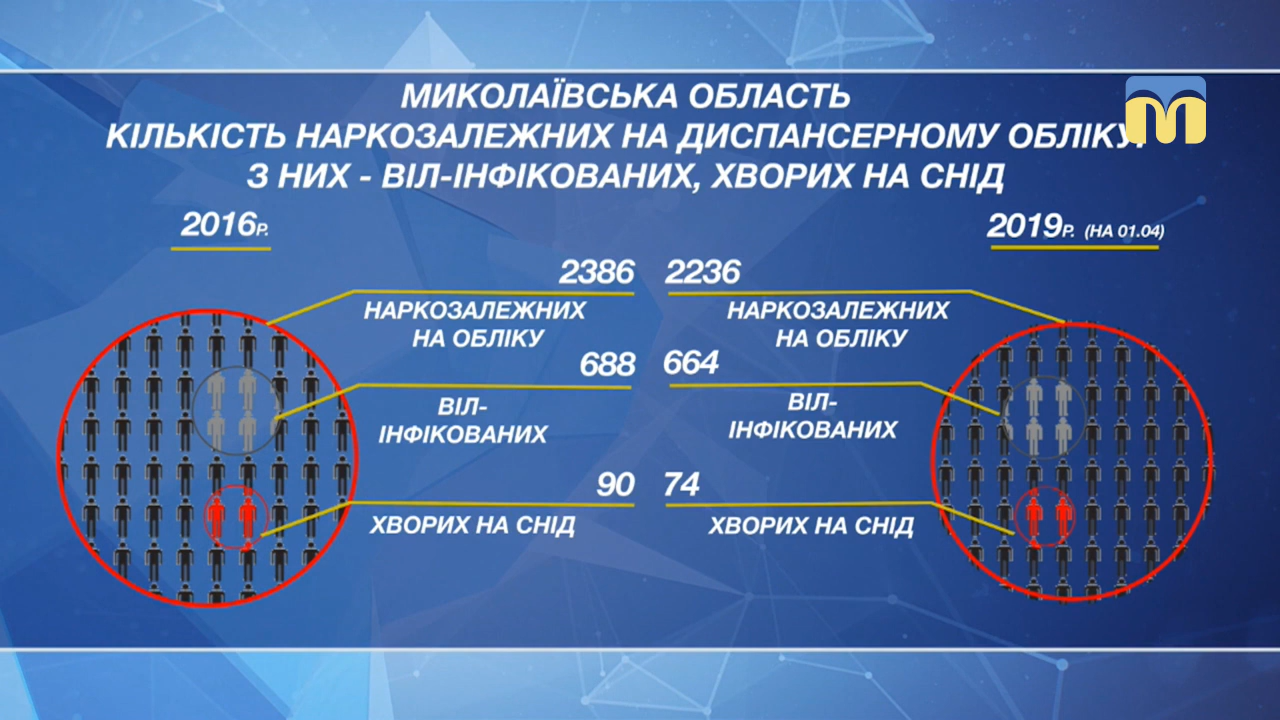 МИКОЛАЇВСЬКА ОБЛАСТЬ
КІЛЬКІСТЬ НАРКОЗАЛЕЖНИХ НА ДИСПАНСЕРНОМУ ОБЛІКУ.
З НИХ - ВІЛ-ІНФІКОВАНИХ, ХВОРИХ НА СНІД
2016Р.
2386
НАРКОЗАЛЕЖНИХ
НА ОБЛІКУ
688
ВІЛ-
ІНФІКОВАНИХ
90
ХВОРИХ НА СНІД
2019Р. (НА 01.04)
2236
НАРКОЗАЛЕЖНИХ
НА ОБЛІКУ
664
ВІЛ-
ІНФІКОВАНИХ
74
ХВОРИХ НА СНІД